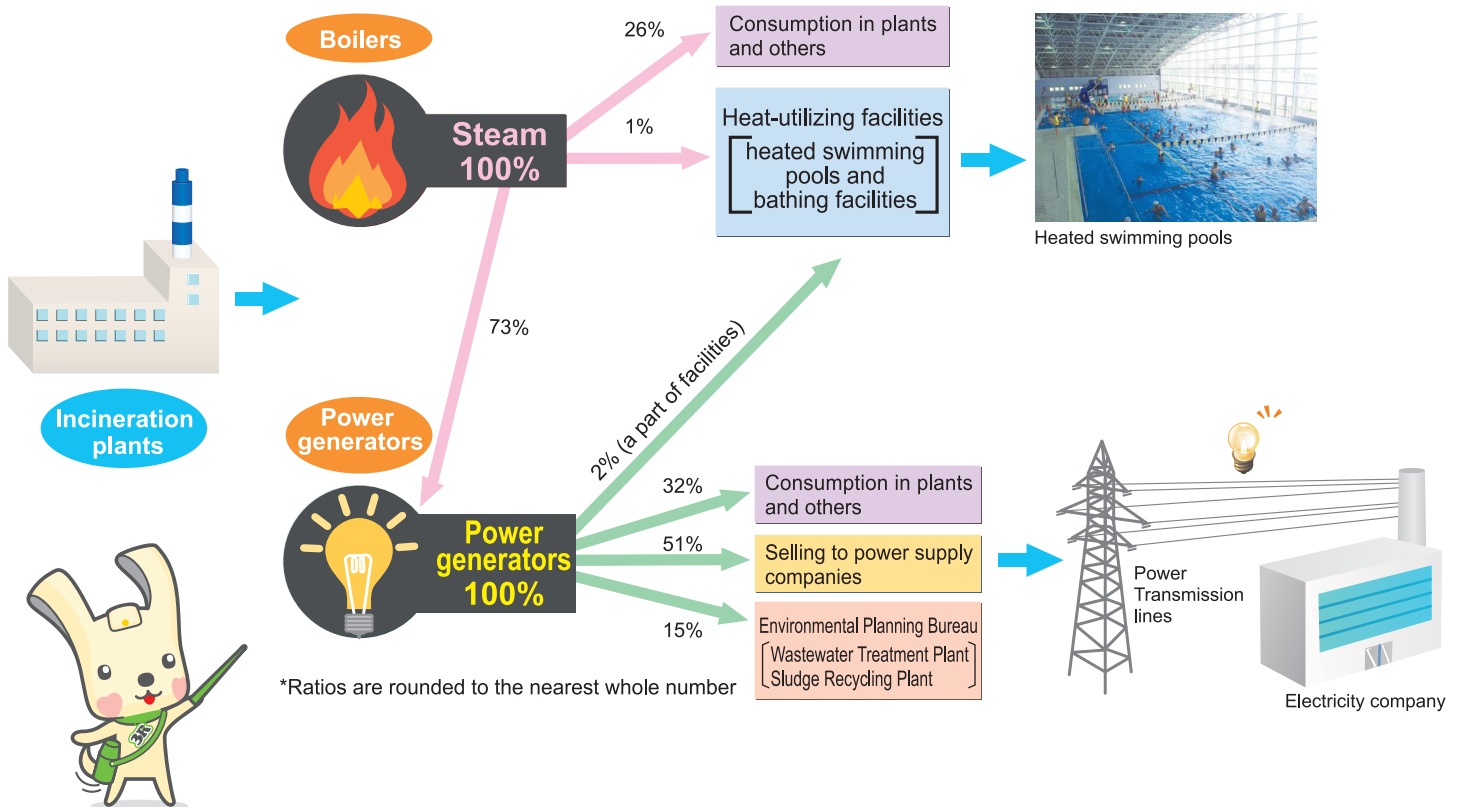 Boilers
Steam
100%
26%
Consumption in plants
and others
1%
Heat-utilizing facilities
heated swimming
pools and
bathing facilities
Heated swimming pools
73%
Incineration
plants
Power
generators
Power
generators
100%
2% (a part of facilities)
32%
Consumption in plants
and others
51%
Selling to power supply
companies
15%
Environmental Planning Bureau
Wastewater Treatment Plant
Sludge Recycling Plant
Power
Transmission
lines
Electricity company
*Ratios are rounded to the nearest whole number
3R